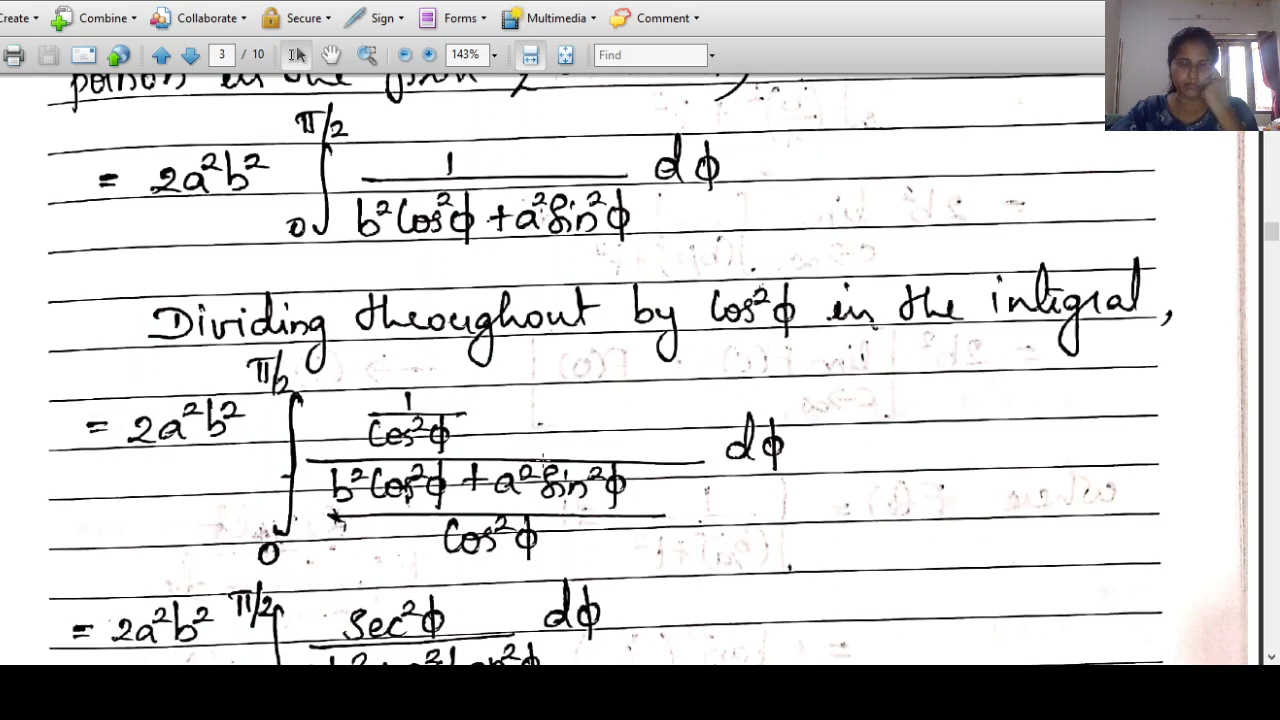 Create Combine Collaborate Secure Sign Forms Multimedia Comment
3 / 10 143% Find
= 2a²b² ∫₀^{π/2} 1/(b²Cos²ϕ + a²Sin²ϕ) dϕ
Dividing throughout by Cos²ϕ in the integral,
= 2a²b² ∫₀^{π/2} (1/Cos²ϕ)/((b²Cos²ϕ + a²Sin²ϕ)/Cos²ϕ) dϕ
= 2a²b² ∫^{π/2} Sec²ϕ dϕ